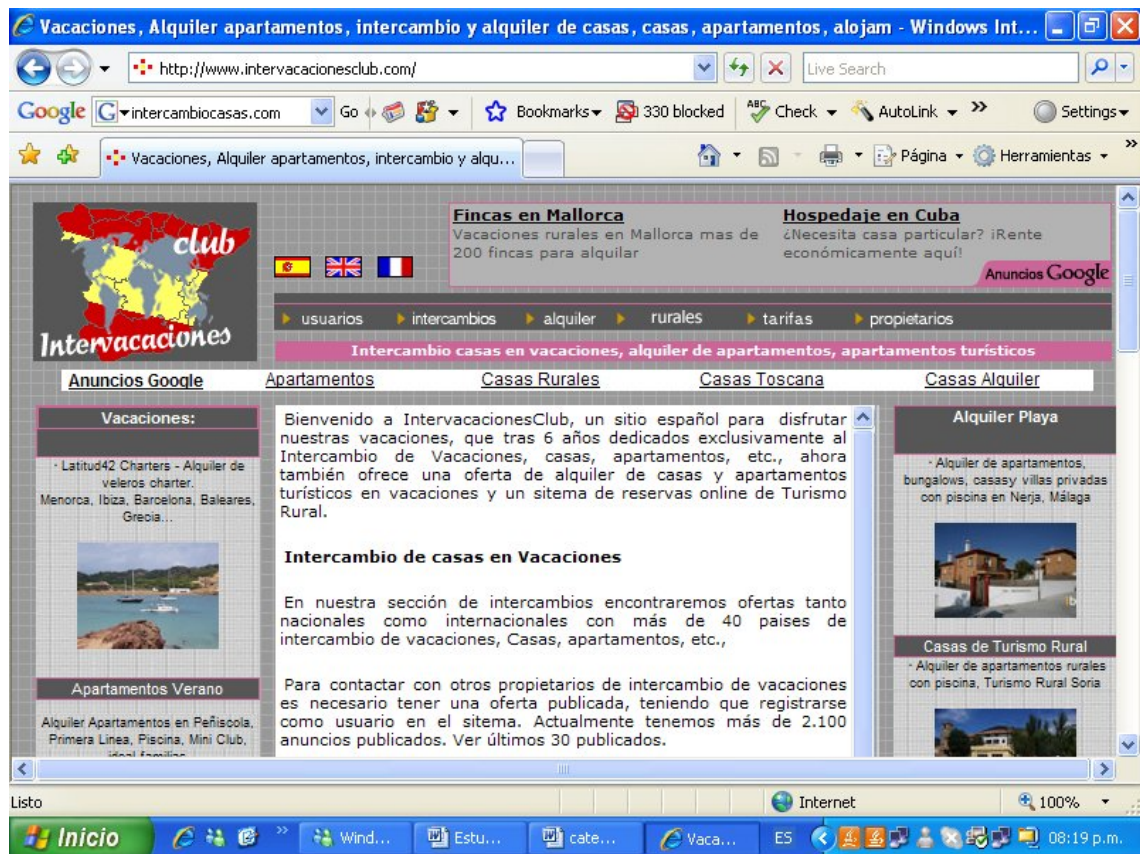 Vacaciones, Alquiler apartamentos, intercambio y alquiler de casas, casas, apartamentos, alojam - Windows Int...
http://www.intervacacionesclub.com/
Live Search
Google
G
intercambiocasas.com
Go
Bookmarks
330 blocked
ABC
Check
AutoLink
»
Settings
Vacaciones, Alquiler apartamentos, intercambio y alqu...
Página
Herramientas
»
club
Intervacaciones
Fincas en Mallorca
Vacaciones rurales en Mallorca mas de
200 fincas para alquilar
Hospedaje en Cuba
¿Necesita casa particular? ¡Rente
económicamente aquí!
Anuncios Google
usuarios
intercambios
alquiler
rurales
tarifas
propietarios
Intercambio casas en vacaciones, alquiler de apartamentos, apartamentos turísticos
Anuncios Google
Apartamentos
Casas Rurales
Casas Toscana
Casas Alquiler
Vacaciones:
· Latitud42 Charters - Alquiler de
veleros charter.
Menorca, Ibiza, Barcelona, Baleares,
Grecia...
Apartamentos Verano
Alquiler Apartamentos en Peñiscola,
Primera Linea, Piscina, Mini Club,
ideal familias
Bienvenido a IntervacacionesClub, un sitio español para disfrutar
nuestras vacaciones, que tras 6 años dedicados exclusivamente al
Intercambio de Vacaciones, casas, apartamentos, etc., ahora
también ofrece una oferta de alquiler de casas y apartamentos
turísticos en vacaciones y un sitema de reservas online de Turismo
Rural.
Intercambio de casas en Vacaciones
En nuestra sección de intercambios encontraremos ofertas tanto
nacionales como internacionales con más de 40 paises de
intercambio de vacaciones, Casas, apartamentos, etc.,
Para contactar con otros propietarios de intercambio de vacaciones
es necesario tener una oferta publicada, teniendo que registrarse
como usuario en el sitema. Actualmente tenemos más de 2.100
anuncios publicados. Ver últimos 30 publicados.
Alquiler Playa
· Alquiler de apartamentos,
bungalows, casasy villas privadas
con piscina en Nerja, Málaga
Casas de Turismo Rural
· Alquiler de apartamentos rurales
con piscina, Turismo Rural Soria
Listo
Internet
100%
Inicio
»
Wind...
Estu...
cate...
Vaca...
ES
08:19 p.m.